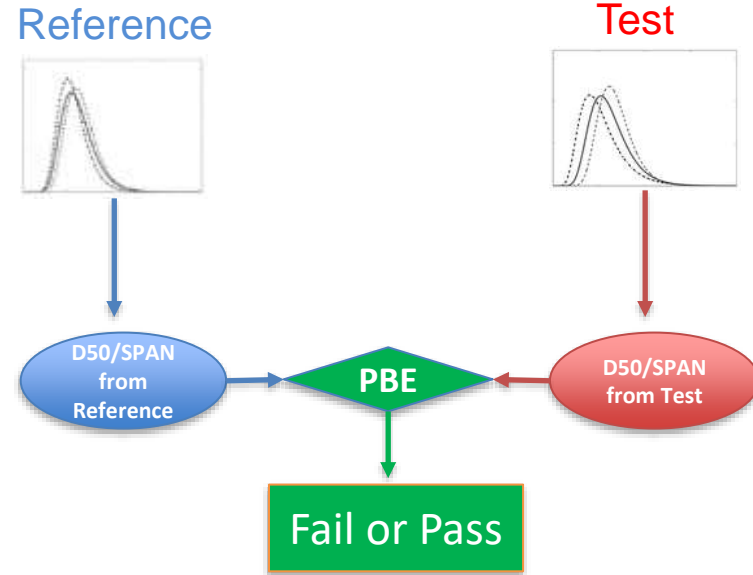 Reference
Test
D50/SPAN
from
Reference
PBE
D50/SPAN
from Test
Fail or Pass